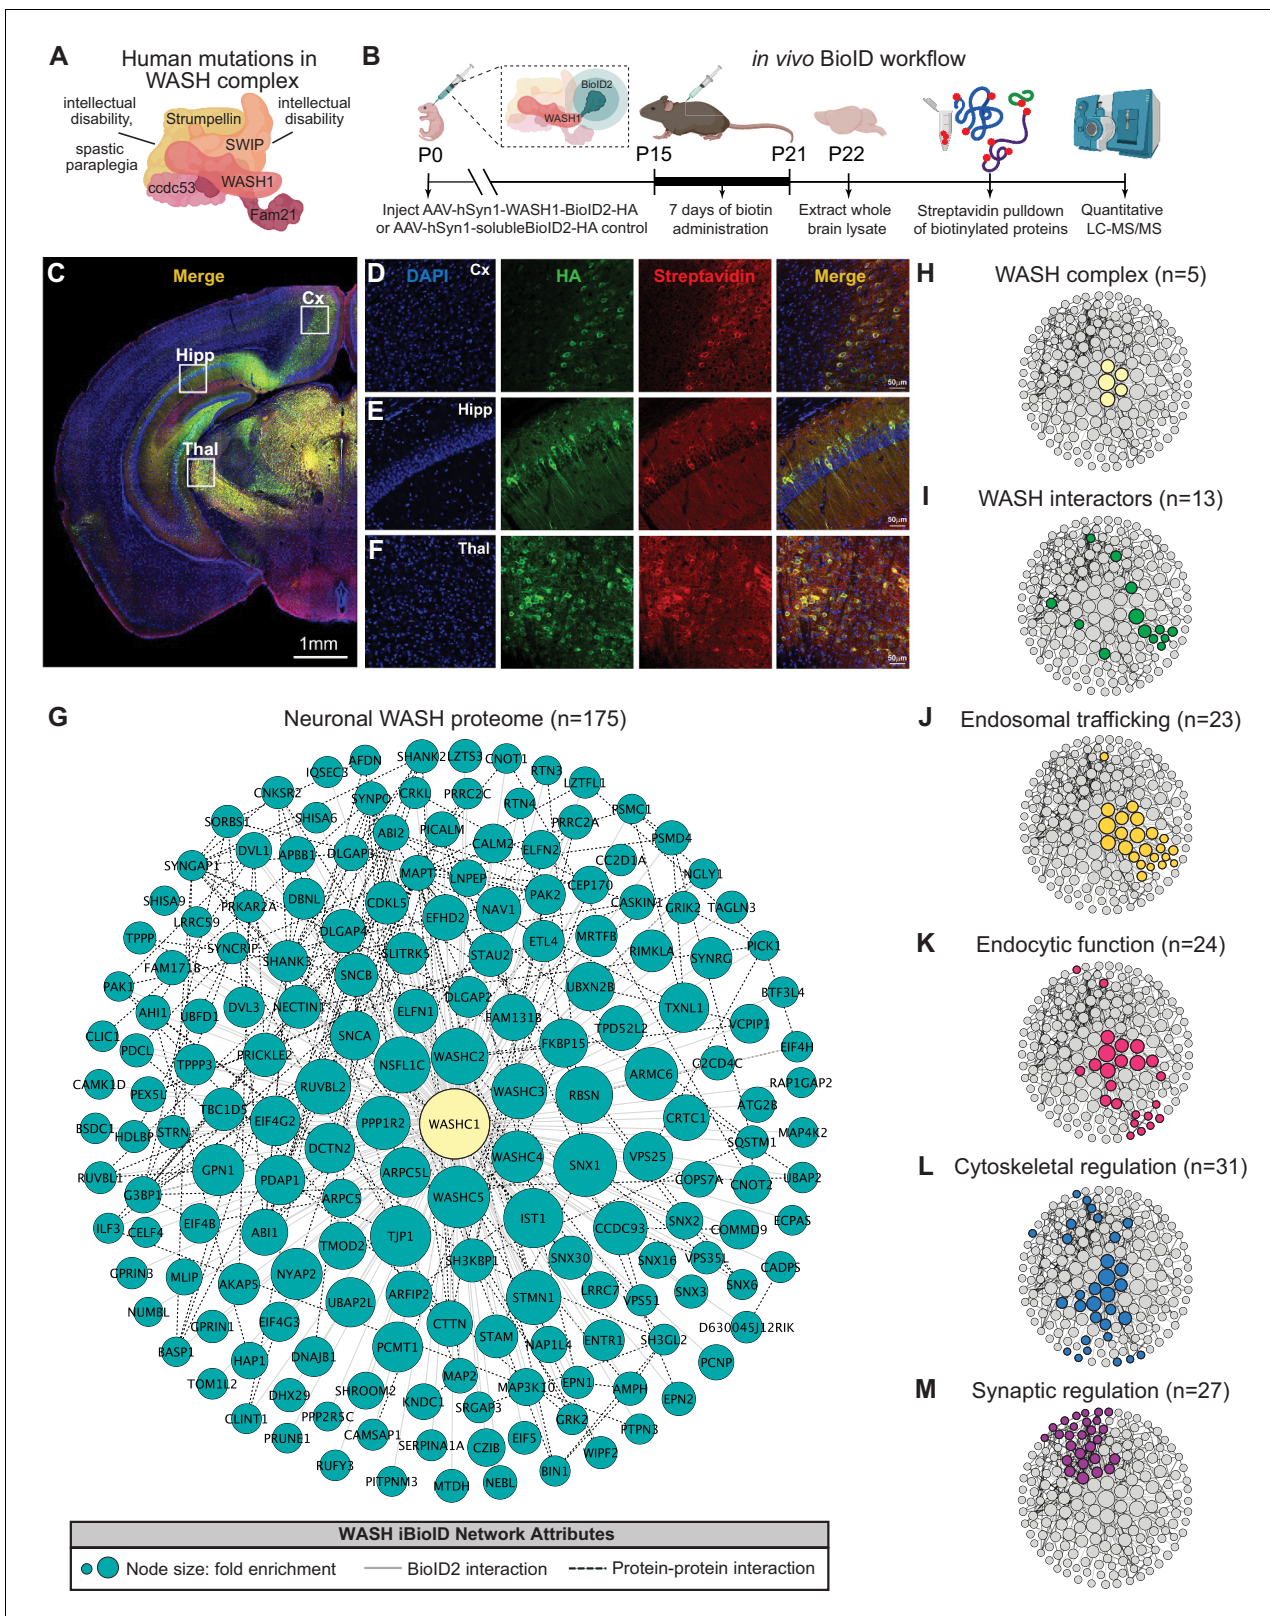 A
Human mutations in
WASH complex
intellectual
disability,
spastic
paraplegia
intellectual
disability
Strumpellin
SWIP
WASH1
ccdc53
Fam21
B
in vivo BioID workflow
BioID2
WASH1
P0
P15
P21
P22
Inject AAV-hSyn1-WASH1-BioID2-HA
or AAV-hSyn1-solubleBioID2-HA control
7 days of biotin
administration
Extract whole
brain lysate
Streptavidin pulldown
of biotinylated proteins
Quantitative
LC-MS/MS
C
Merge
Cx
Hipp
Thal
1mm
D
DAPI
Cx
HA
Streptavidin
Merge
50μm
E
Hipp
50μm
F
Thal
50μm
G
Neuronal WASH proteome (n=175)
AFDN
SHANK2
LZTS3
CNOT1
IQSEC3
RTN3
LZTFL1
CNKSR2
SYNPO
CRKL
PRRC2C
RTN4
PSMC1
SORBS1
SHISA6
ABI2
PICALM
PRRC2A
PSMD4
DVL1
APBB1
DLGAP3
CALM2
ELFN2
CC2D1A
NGLY1
SYNGAP1
MAPT
LNPEP
CEP170
SHISA9
PRKAR2A
DBNL
CDKL5
EFHD2
NAV1
PAK2
CASKIN1
GRIK2
TAGLN3
LRRC59
DLGAP4
TPPP
SYNCRIP
SHANK3
SLITRK5
STAU2
ETL4
MRTFB
RIMKLA
SYNRG
PICK1
FAM171B
SNCB
PAK1
AHI1
UBFD1
DVL3
NECTIN1
ELFN1
DLGAP2
FAM131B
UBXN2B
TXNL1
BTF3L4
CLIC1
PDCL
TPPP3
PRICKLE2
SNCA
NSFL1C
WASHC2
FKBP15
TPD52L2
VCPIP1
EIF4H
CAMK1D
PEX5L
TBC1D5
RUVBL2
WASHC3
RBSN
ARMC6
C2CD4C
RAP1GAP2
BSDC1
HDLBP
STRN
EIF4G2
PPP1R2
WASHC1
CRTC1
ATG2B
MAP4K2
RUVBL1
GPN1
DCTN2
WASHC4
SNX1
VPS25
SQSTM1
UBAP2
G3BP1
PDAP1
ARPC5L
COPS7A
CNOT2
ILF3
CELF4
EIF4B
ARPC5
WASHC5
IST1
CCDC93
SNX2
COMMD9
ECPAS
ABI1
TMOD2
TJP1
SH3KBP1
SNX30
SNX16
VPS35L
CADPS
GPRIN3
MLIP
AKAP5
NYAP2
STMN1
LRRC7
VPS51
SNX3
SNX6
NUMBL
GPRIN1
EIF4G3
UBAP2L
ARFIP2
CTTN
STAM
NAP1L4
ENTR1
SH3GL2
D630045J12RIK
BASP1
HAP1
DNAJB1
PCMT1
PCNP
TOM1L2
DHX29
SHROOM2
MAP2
MAP3K10
EPN1
AMPH
EPN2
CLINT1
PPP2R5C
KNDC1
SRGAP3
GRK2
PTPN3
PRUNE1
CAMSAP1
SERPINA1A
CZIB
EIF5
WIPF2
RUFY3
PITPNM3
MTDH
NEBL
BIN1
WASH iBioID Network Attributes
Node size: fold enrichment
BioID2 interaction
Protein-protein interaction
H
WASH complex (n=5)
I
WASH interactors (n=13)
J
Endosomal trafficking (n=23)
K
Endocytic function (n=24)
L
Cytoskeletal regulation (n=31)
M
Synaptic regulation (n=27)